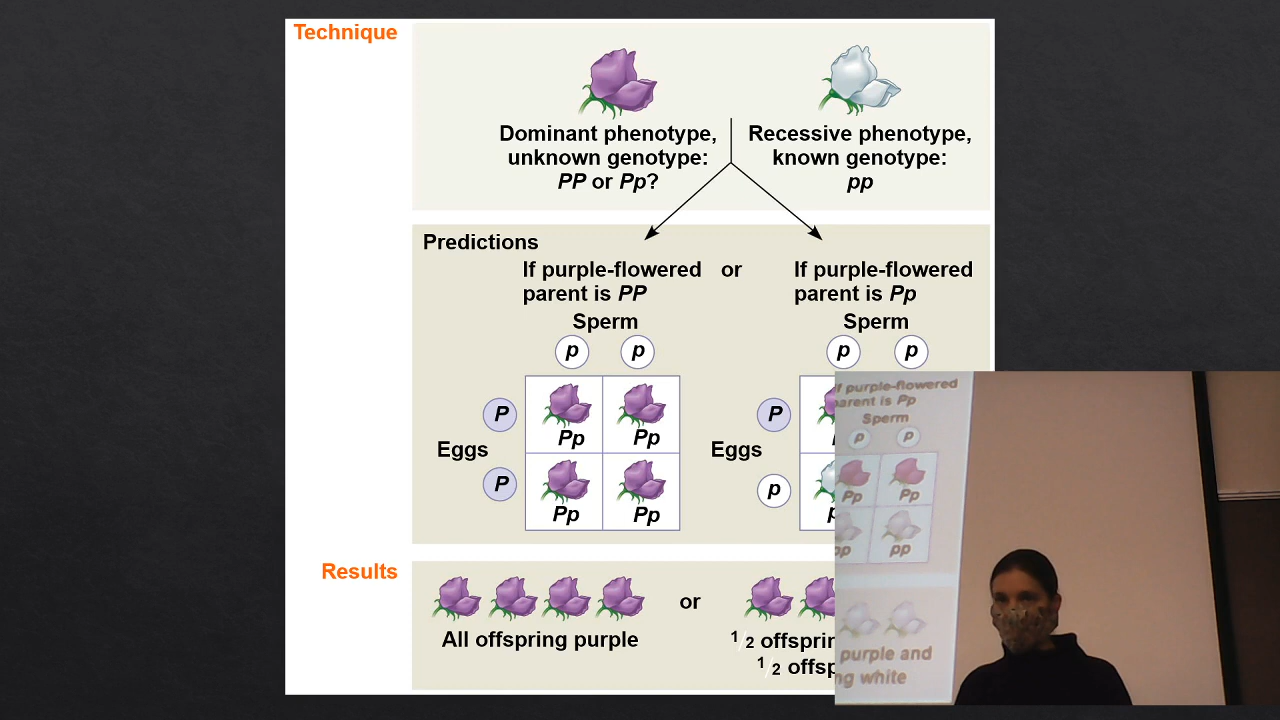 Technique
Dominant phenotype,
unknown genotype:
PP or Pp?
Recessive phenotype,
known genotype:
pp
Predictions
If purple-flowered
parent is PP
or
If purple-flowered
parent is Pp
Sperm
p p
Eggs
P
P
Pp Pp
Pp Pp
Sperm
p p
Eggs
P
p
Results
All offspring purple
or
1/2
1/2
If purple-flowered
parent is Pp
Sperm
p p
Pp Pp
pp pp
purple and
white